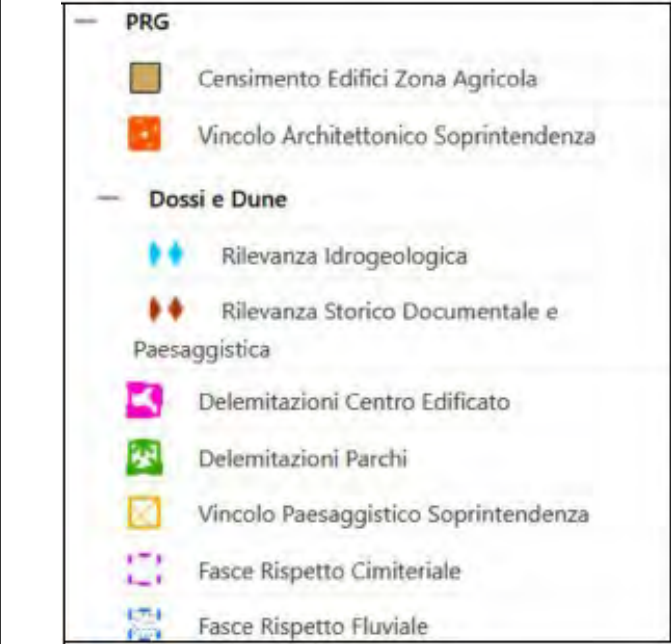 PRG
Censimento Edifici Zona Agricola
Vincolo Architettonico Soprintendenza
Dossi e Dune
Rilevanza Idrogeologica
Rilevanza Storico Documentale e
Paesaggistica
Delemitazioni Centro Edificato
Delemitazioni Parchi
Vincolo Paesaggistico Soprintendenza
Fasce Rispetto Cimiteriale
Fasce Rispetto Fluviale